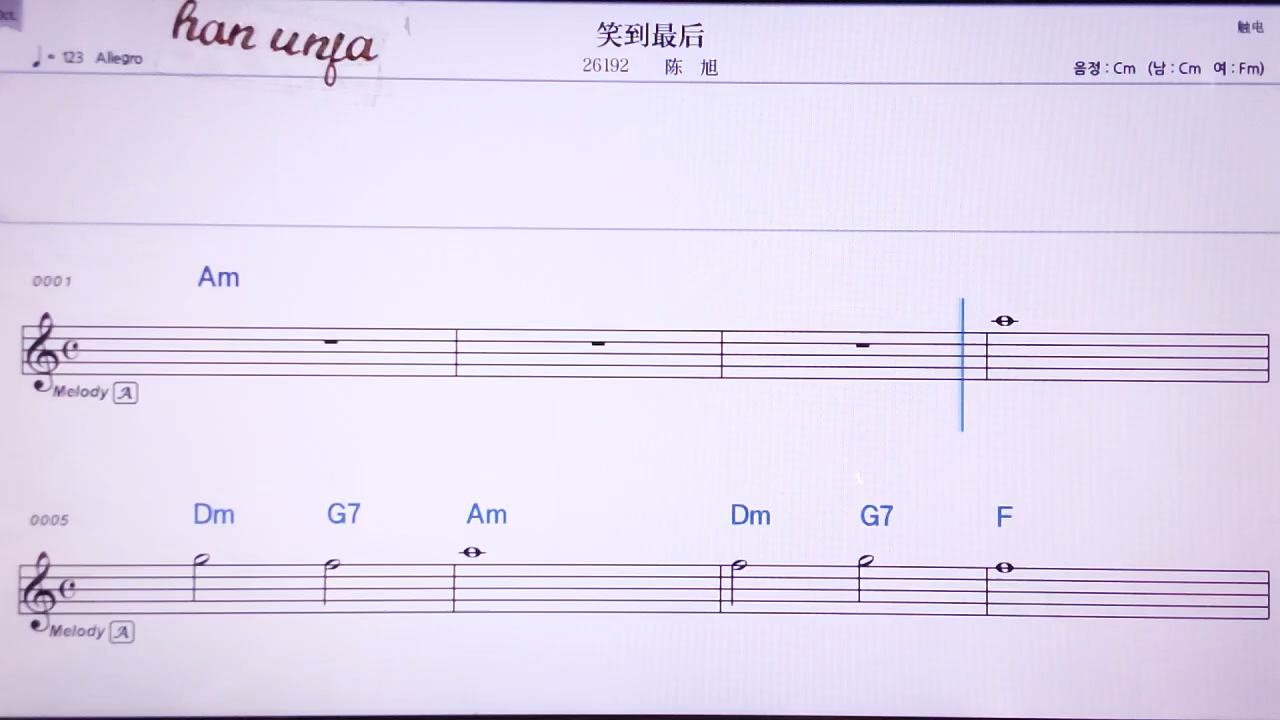 han unfa
笑到最后
触电
♩= 123 Allegro
26192 陈 旭
음정 : Cm (남 : Cm 여 : Fm)
0001 Am
Melody A
0005 Dm G7 Am Dm G7 F
Melody A